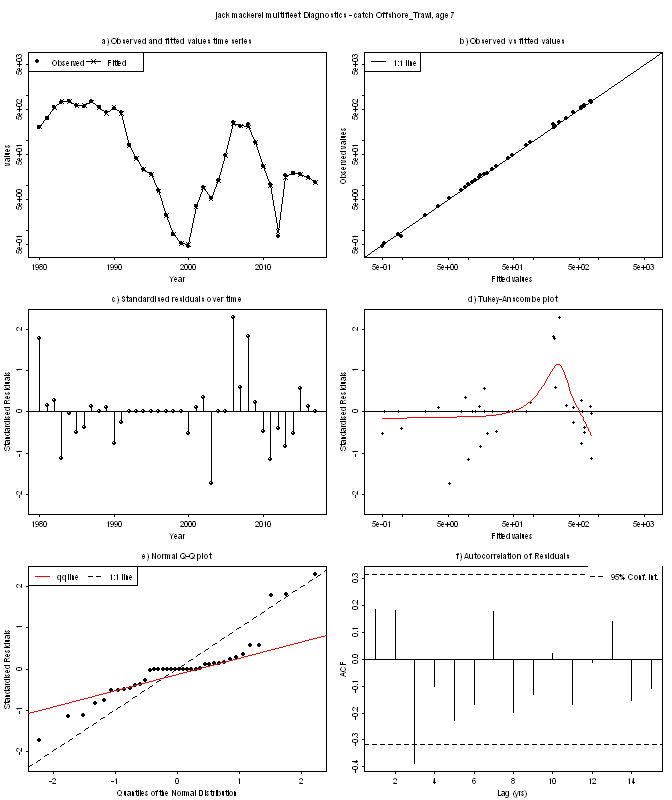 jack mackerel multifleet Diagnostics - catch Offshore_Trawl, age 7
a) Observed and fitted values time series
Observed
Fitted
values
5e+03
5e+02
5e+01
5e+00
5e-01
1980
1990
2000
2010
Year
b) Observed vs fitted values
1:1 line
Observed values
5e+03
5e+02
5e+01
5e+00
5e-01
5e-01
5e+00
5e+01
5e+02
5e+03
Fitted values
c) Standardised residuals over time
Standardised Residuals
2
1
0
-1
-2
1980
1990
2000
2010
Year
d) Tukey-Anscombe plot
Standardised Residuals
2
1
0
-1
-2
5e-01
5e+00
5e+01
5e+02
5e+03
Fitted values
e) Normal Q-Q plot
qq line
1:1 line
Standardised Residuals
2
1
0
-1
-2
-2
-1
0
1
2
Quantiles of the Normal Distribution
f) Autocorrelation of Residuals
95% Conf. Int.
ACF
0.3
0.2
0.1
0.0
-0.1
-0.2
-0.3
-0.4
2
4
6
8
10
12
14
Lag (yrs)